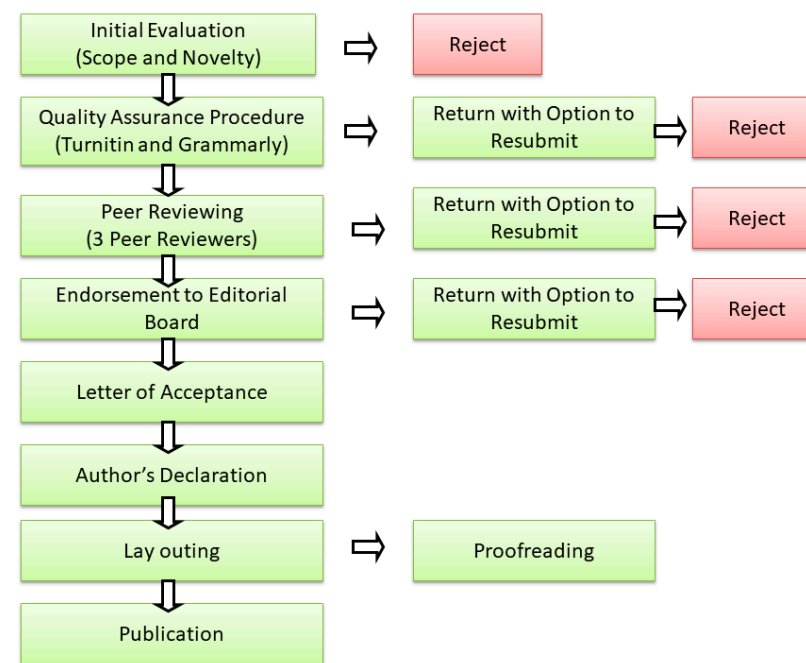 Initial Evaluation
(Scope and Novelty)
Reject
Quality Assurance Procedure
(Turnitin and Grammarly)
Return with Option to
Resubmit
Reject
Peer Reviewing
(3 Peer Reviewers)
Return with Option to
Resubmit
Reject
Endorsement to Editorial
Board
Return with Option to
Resubmit
Reject
Letter of Acceptance
Author’s Declaration
Lay outing
Proofreading
Publication